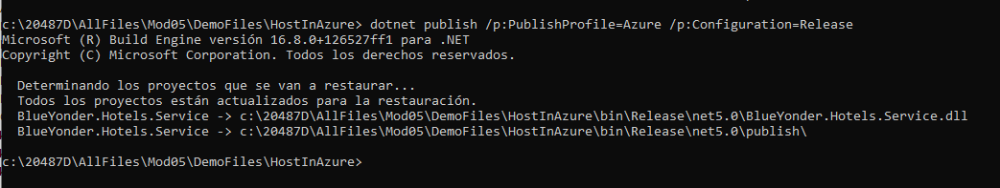 c:\20487D\AllFiles\Mod05\DemoFiles\HostInAzure> dotnet publish /p:PublishProfile=Azure /p:Configuration=Release
Microsoft (R) Build Engine versión 16.8.0+126527ff1 para .NET
Copyright (C) Microsoft Corporation. Todos los derechos reservados.
Determinando los proyectos que se van a restaurar...
Todos los proyectos están actualizados para la restauración.
BlueYonder.Hotels.Service -> c:\20487D\AllFiles\Mod05\DemoFiles\HostInAzure\bin\Release\net5.0\BlueYonder.Hotels.Service.dll
BlueYonder.Hotels.Service -> c:\20487D\AllFiles\Mod05\DemoFiles\HostInAzure\bin\Release\net5.0\publish\
c:\20487D\AllFiles\Mod05\DemoFiles\HostInAzure>